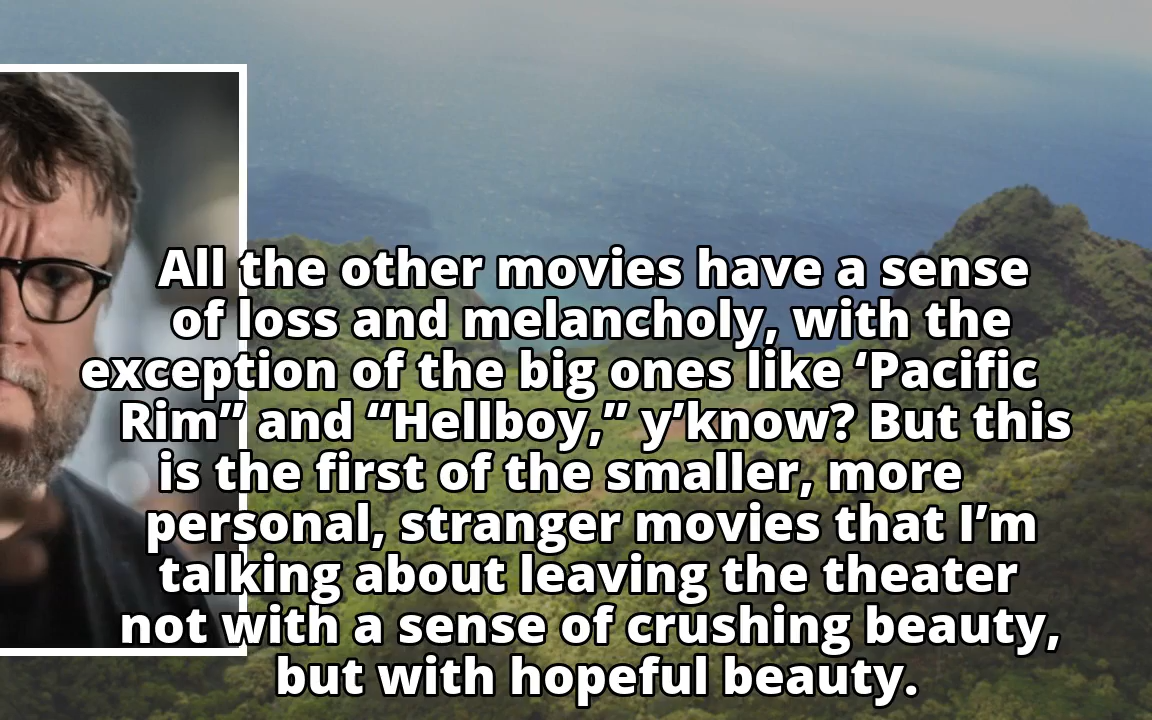 All the other movies have a sense
of loss and melancholy, with the
exception of the big ones like ‘Pacific
Rim” and “Hellboy,” y’know? But this
is the first of the smaller, more
personal, stranger movies that I’m
talking about leaving the theater
not with a sense of crushing beauty,
but with hopeful beauty.